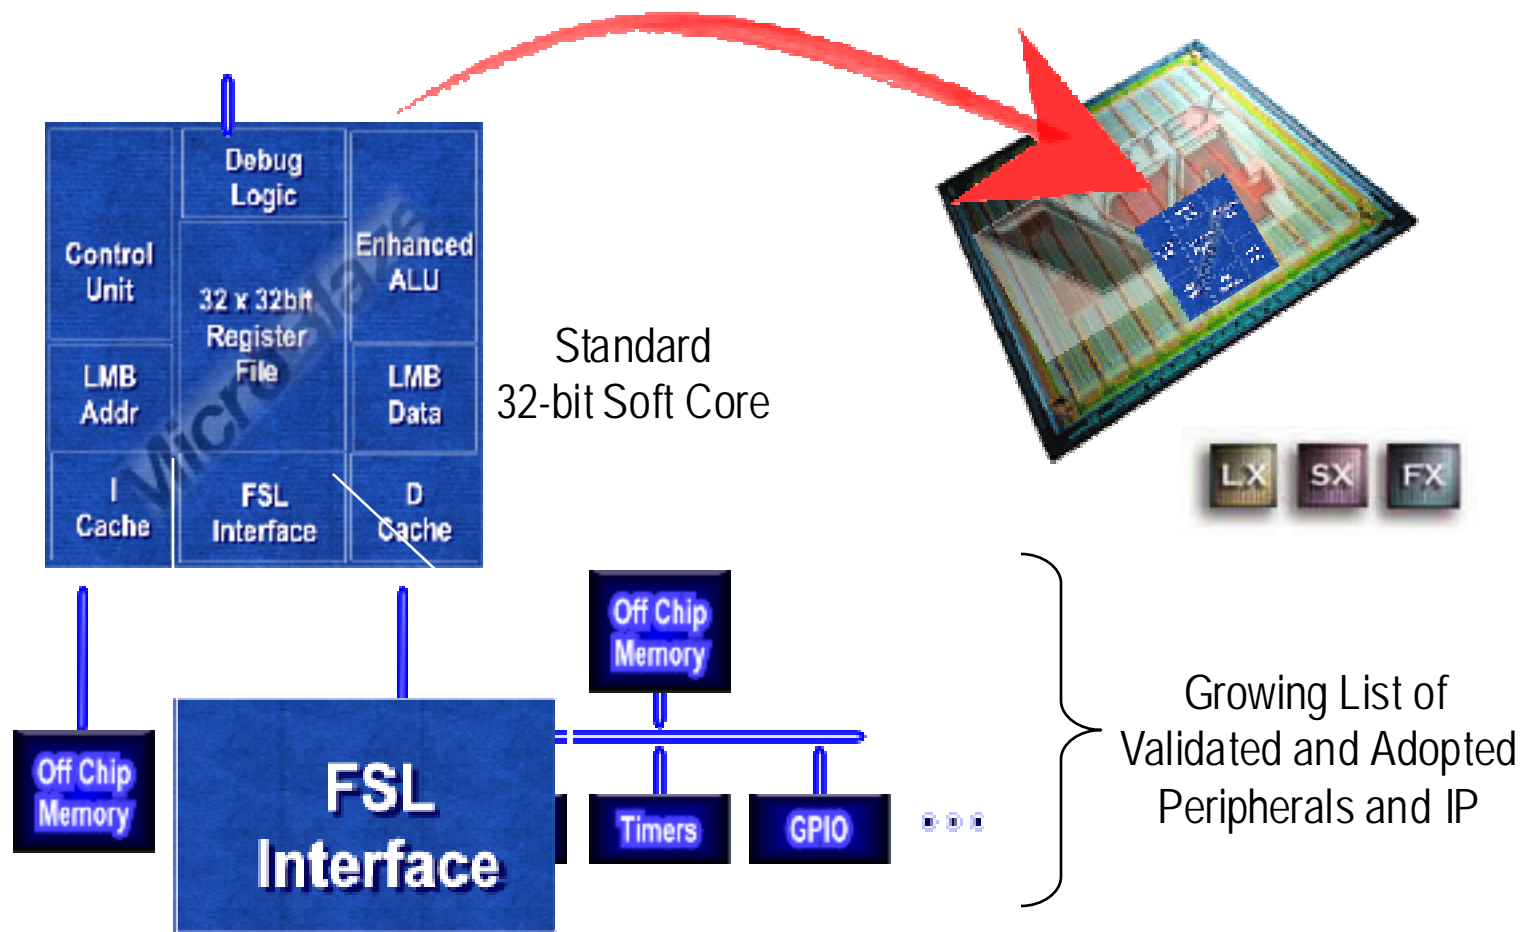 Debug
Logic
Control
Unit
Enhanced
ALU
32 x 32bit
Register
File
LMB
Addr
LMB
Data
I
Cache
FSL
Interface
D
Cache
MicroBlaze
Standard
32-bit Soft Core
LX
SX
FX
Off Chip
Memory
Off Chip
Memory
FSL
Interface
Timers
GPIO
Growing List of
Validated and Adopted
Peripherals and IP